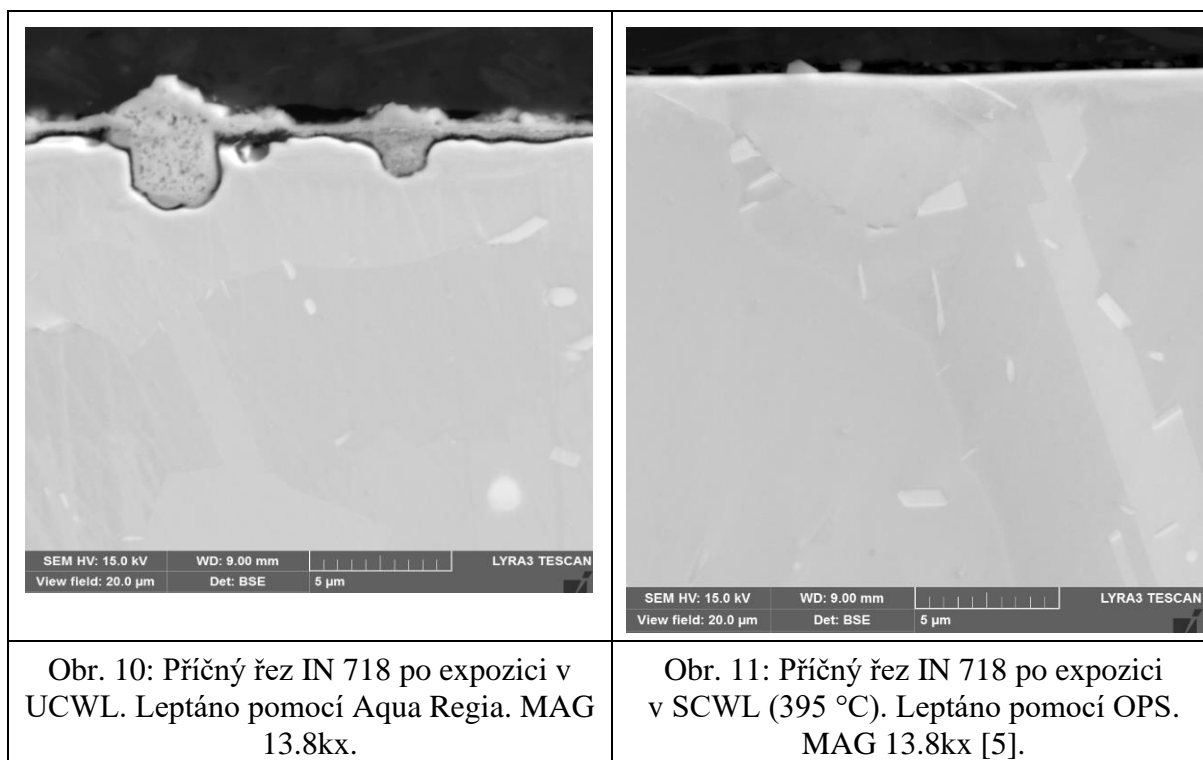 SEM HV: 15.0 kV WD: 9.00 mm LYRA3 TESCAN
View field: 20.0 µm Det: BSE 5 µm
SEM HV: 15.0 kV WD: 9.00 mm LYRA3 TESCAN
View field: 20.0 µm Det: BSE 5 µm
Obr. 10: Příčný řez IN 718 po expozici v
UCWL. Leptáno pomocí Aqua Regia. MAG
13.8kx.
Obr. 11: Příčný řez IN 718 po expozici
v SCWL (395 °C). Leptáno pomocí OPS.
MAG 13.8kx [5].